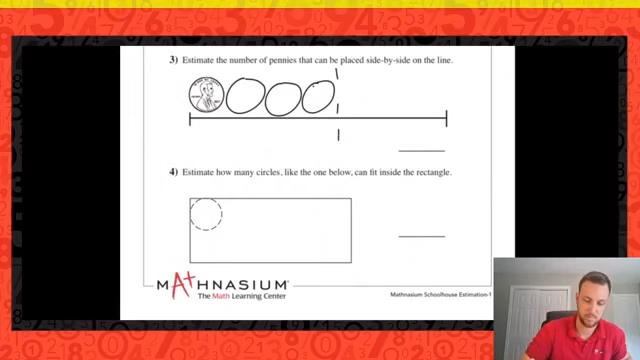 3) Estimate the number of pennies that can be placed side-by-side on the line.
4) Estimate how many circles, like the one below, can fit inside the rectangle.
MATHNASIUM®
The Math Learning Center
Mathnasium Schoolhouse Estimation-1